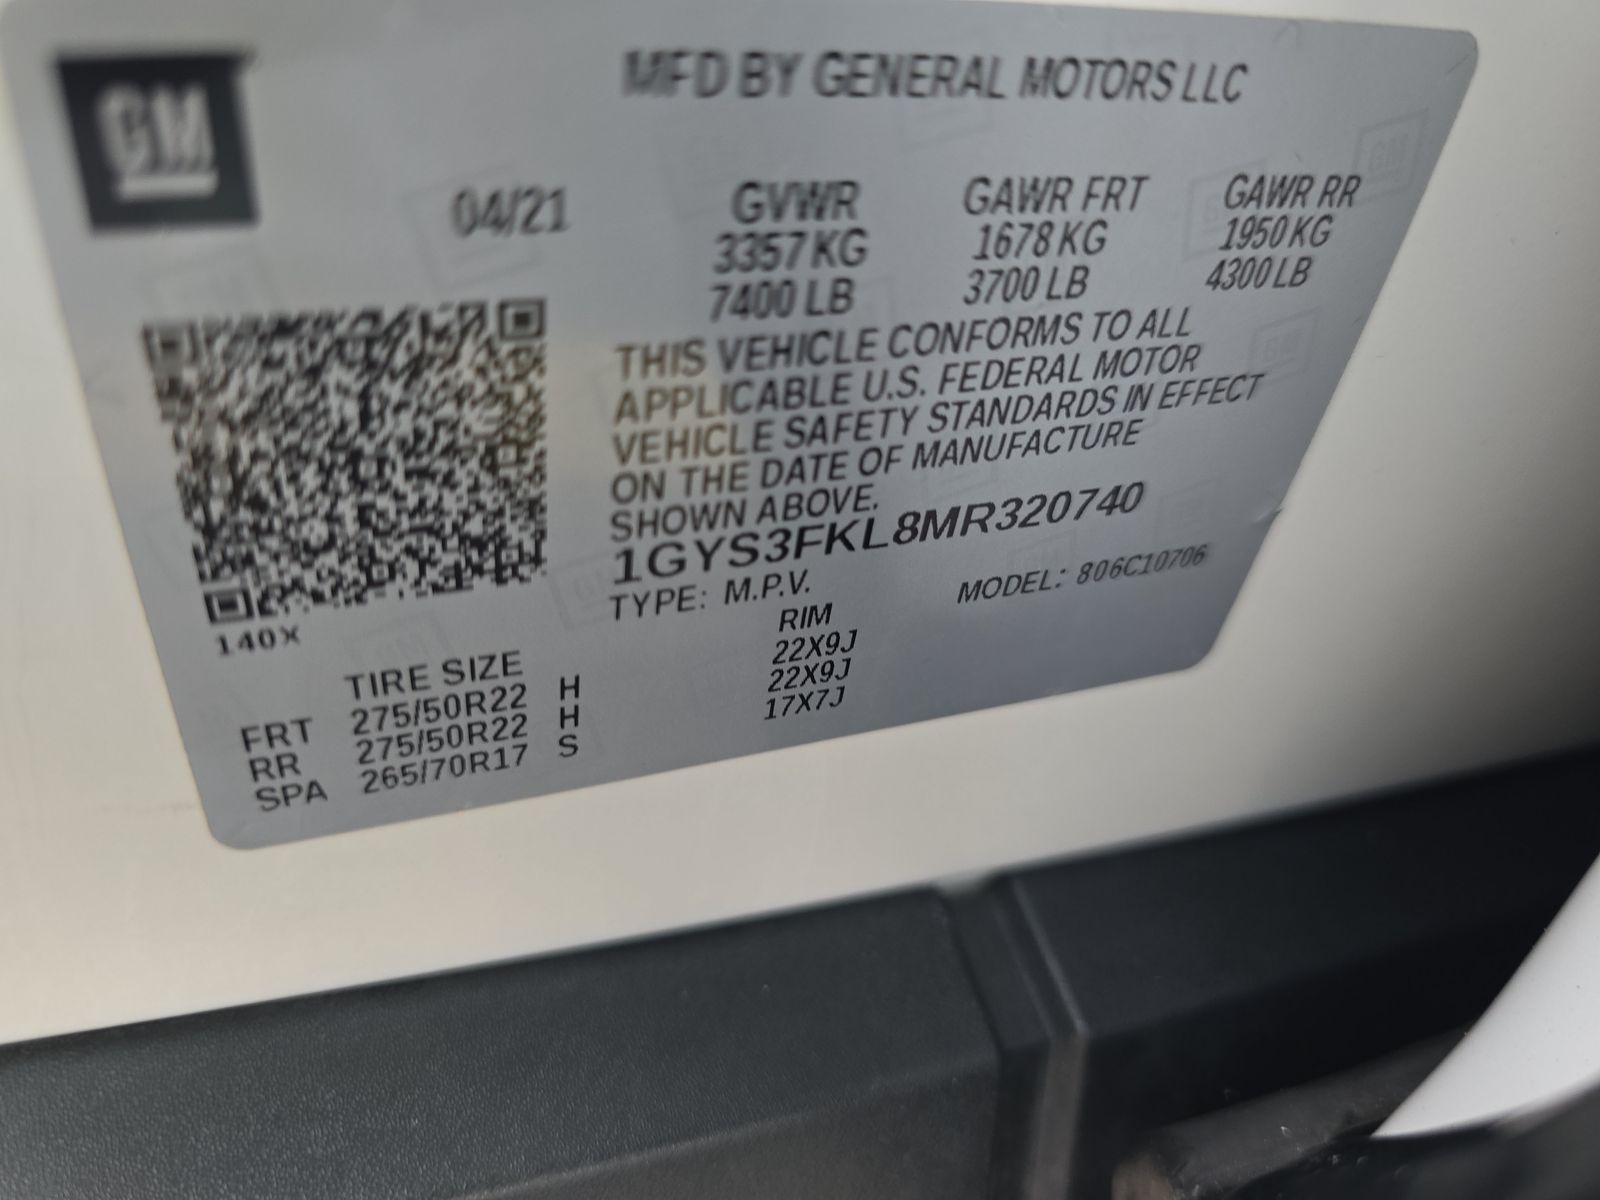 GM
MFD BY GENERAL MOTORS LLC
04/21
GVWR GAWR FRT GAWR RR
3357 KG 1678 KG 1950 KG
7400 LB 3700 LB 4300 LB
THIS VEHICLE CONFORMS TO ALL
APPLICABLE U.S. FEDERAL MOTOR
VEHICLE SAFETY STANDARDS IN EFFECT
ON THE DATE OF MANUFACTURE
SHOWN ABOVE.
1GYS3FKL8MR320740
TYPE: M.P.V. MODEL: 806C10706
140X
TIRE SIZE RIM
FRT 275/50R22 H 22X9J
RR 275/50R22 H 22X9J
SPA 265/70R17 S 17X7J